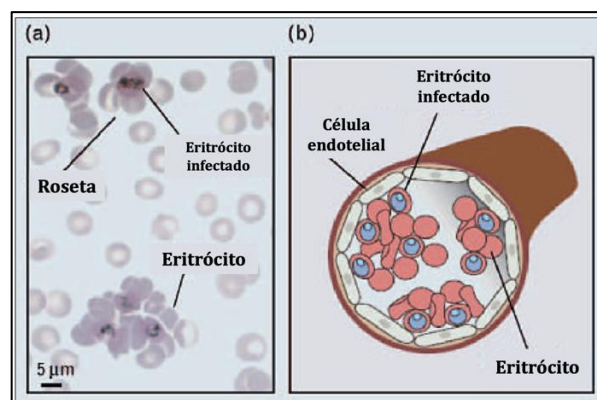 (a)
Eritrócito
infectado
Roseta
Eritrócito
5 µm
(b)
Eritrócito
infectado
Célula
endotelial
Eritrócito